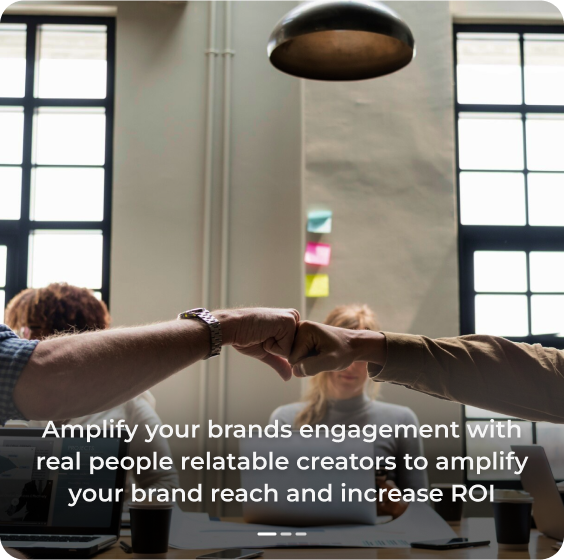 Amplify your brands engagement with
real people relatable creators to amplify
your brand reach and increase ROI